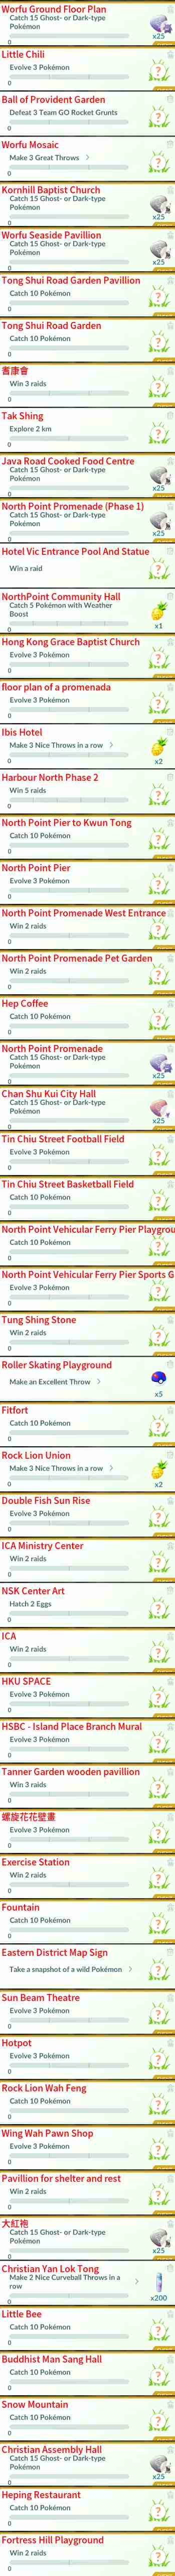 Worfu Ground Floor Plan
Catch 15 Ghost- or Dark-type
Pokémon
0
x25
Little Chili
Evolve 3 Pokémon
0
?
Ball of Provident Garden
Defeat 3 Team GO Rocket Grunts
0
?
Worfu Mosaic
Make 3 Great Throws >
0
?
Kornhill Baptist Church
Catch 15 Ghost- or Dark-type
Pokémon
0
x25
Worfu Seaside Pavillion
Catch 15 Ghost- or Dark-type
Pokémon
0
x25
Tong Shui Road Garden Pavillion
Catch 10 Pokémon
0
?
Tong Shui Road Garden
Catch 10 Pokémon
0
?
耆康會
Win 3 raids
0
?
Tak Shing
Explore 2 km
0
?
Java Road Cooked Food Centre
Catch 15 Ghost- or Dark-type
Pokémon
0
x25
North Point Promenade (Phase 1)
Catch 15 Ghost- or Dark-type
Pokémon
0
x25
Hotel Vic Entrance Pool And Statue
Win a raid
?
NorthPoint Community Hall
Catch 5 Pokémon with Weather
Boost
0
x1
Hong Kong Grace Baptist Church
Evolve 3 Pokémon
0
?
floor plan of a promenada
Evolve 3 Pokémon
0
?
Ibis Hotel
Make 3 Nice Throws in a row >
0
x2
Harbour North Phase 2
Win 5 raids
0
?
North Point Pier to Kwun Tong
Catch 10 Pokémon
0
?
North Point Pier
Evolve 3 Pokémon
0
?
North Point Promenade West Entrance
Win 2 raids
0
?
North Point Promenade Pet Garden
Win 2 raids
0
?
Hep Coffee
Catch 10 Pokémon
0
?
North Point Promenade
Catch 15 Ghost- or Dark-type
Pokémon
0
x25
Chan Shu Kui City Hall
Catch 15 Ghost- or Dark-type
Pokémon
0
x25
Tin Chiu Street Football Field
Evolve 3 Pokémon
0
?
Tin Chiu Street Basketball Field
Catch 10 Pokémon
0
?
North Point Vehicular Ferry Pier Playgrou
Catch 10 Pokémon
0
?
North Point Vehicular Ferry Pier Sports G
Evolve 3 Pokémon
0
?
Tung Shing Stone
Win 2 raids
0
?
Roller Skating Playground
Make an Excellent Throw >
x5
Fitfort
Catch 10 Pokémon
0
?
Rock Lion Union
Make 3 Nice Throws in a row >
0
x2
Double Fish Sun Rise
Evolve 3 Pokémon
0
?
ICA Ministry Center
Win 2 raids
0
?
NSK Center Art
Hatch 2 Eggs
0
?
ICA
Win 2 raids
0
?
HKU SPACE
Evolve 3 Pokémon
0
?
HSBC - Island Place Branch Mural
Evolve 3 Pokémon
0
?
Tanner Garden wooden pavillion
Win 3 raids
0
?
螺旋花花壁畫
Evolve 3 Pokémon
0
?
Exercise Station
Win 2 raids
0
?
Fountain
Catch 10 Pokémon
0
?
Eastern District Map Sign
Take a snapshot of a wild Pokémon >
?
Sun Beam Theatre
Evolve 3 Pokémon
0
?
Hotpot
Evolve 3 Pokémon
0
?
Rock Lion Wah Feng
Catch 10 Pokémon
0
?
Wing Wah Pawn Shop
Evolve 3 Pokémon
0
?
Pavillion for shelter and rest
Win 2 raids
0
?
大紅袍
Catch 15 Ghost- or Dark-type
Pokémon
0
x25
Christian Yan Lok Tong
Make 2 Nice Curveball Throws in a
row >
0
x200
Little Bee
Catch 10 Pokémon
0
?
Buddhist Man Sang Hall
Catch 10 Pokémon
0
?
Snow Mountain
Catch 10 Pokémon
0
?
Christian Assembly Hall
Catch 15 Ghost- or Dark-type
Pokémon
0
x25
Heping Restaurant
Catch 10 Pokémon
0
?
Fortress Hill Playground
Win 2 raids
0
?